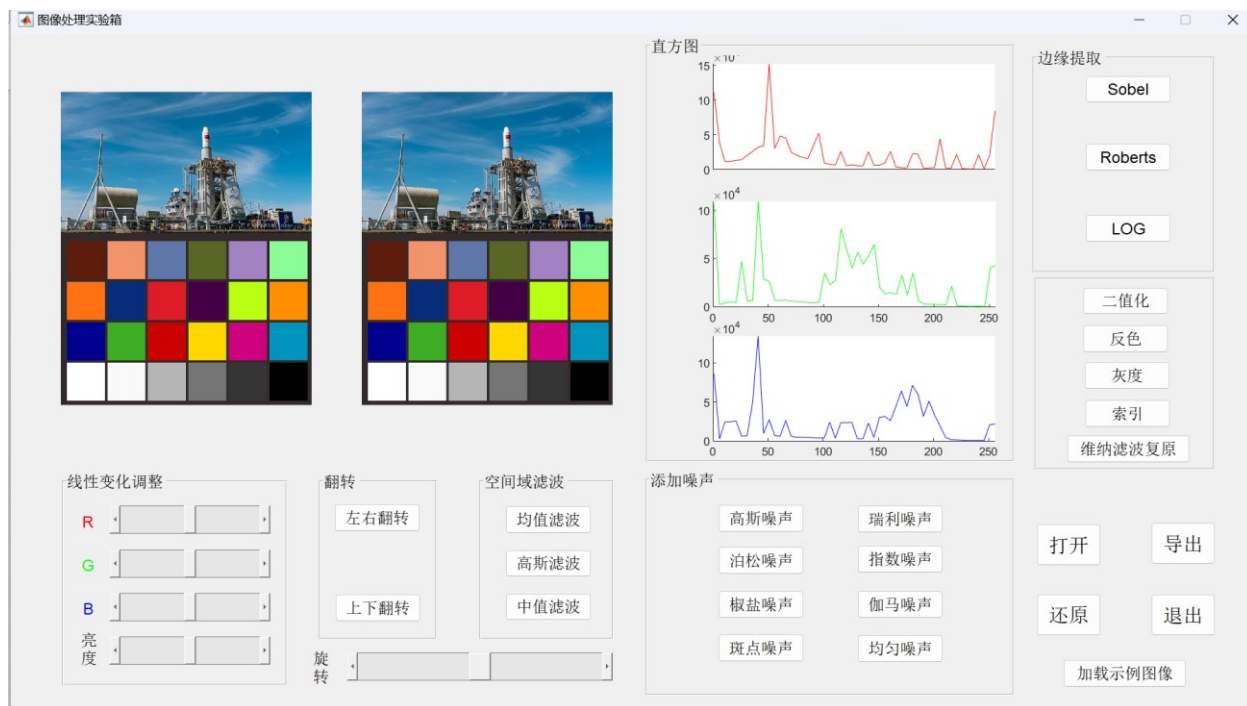 图像处理实验箱
直方图
×10
15
10
5
0
×10⁴
10
5
0
0 50 100 150 200 250
×10⁴
10
5
0
0 50 100 150 200 250
边缘提取
Sobel
Roberts
LOG
二值化
反色
灰度
索引
维纳滤波复原
线性变化调整
R
G
B
亮度
翻转
左右翻转
上下翻转
空间域滤波
均值滤波
高斯滤波
中值滤波
旋转
添加噪声
高斯噪声 瑞利噪声
泊松噪声 指数噪声
椒盐噪声 伽马噪声
斑点噪声 均匀噪声
打开 导出
还原 退出
加载示例图像